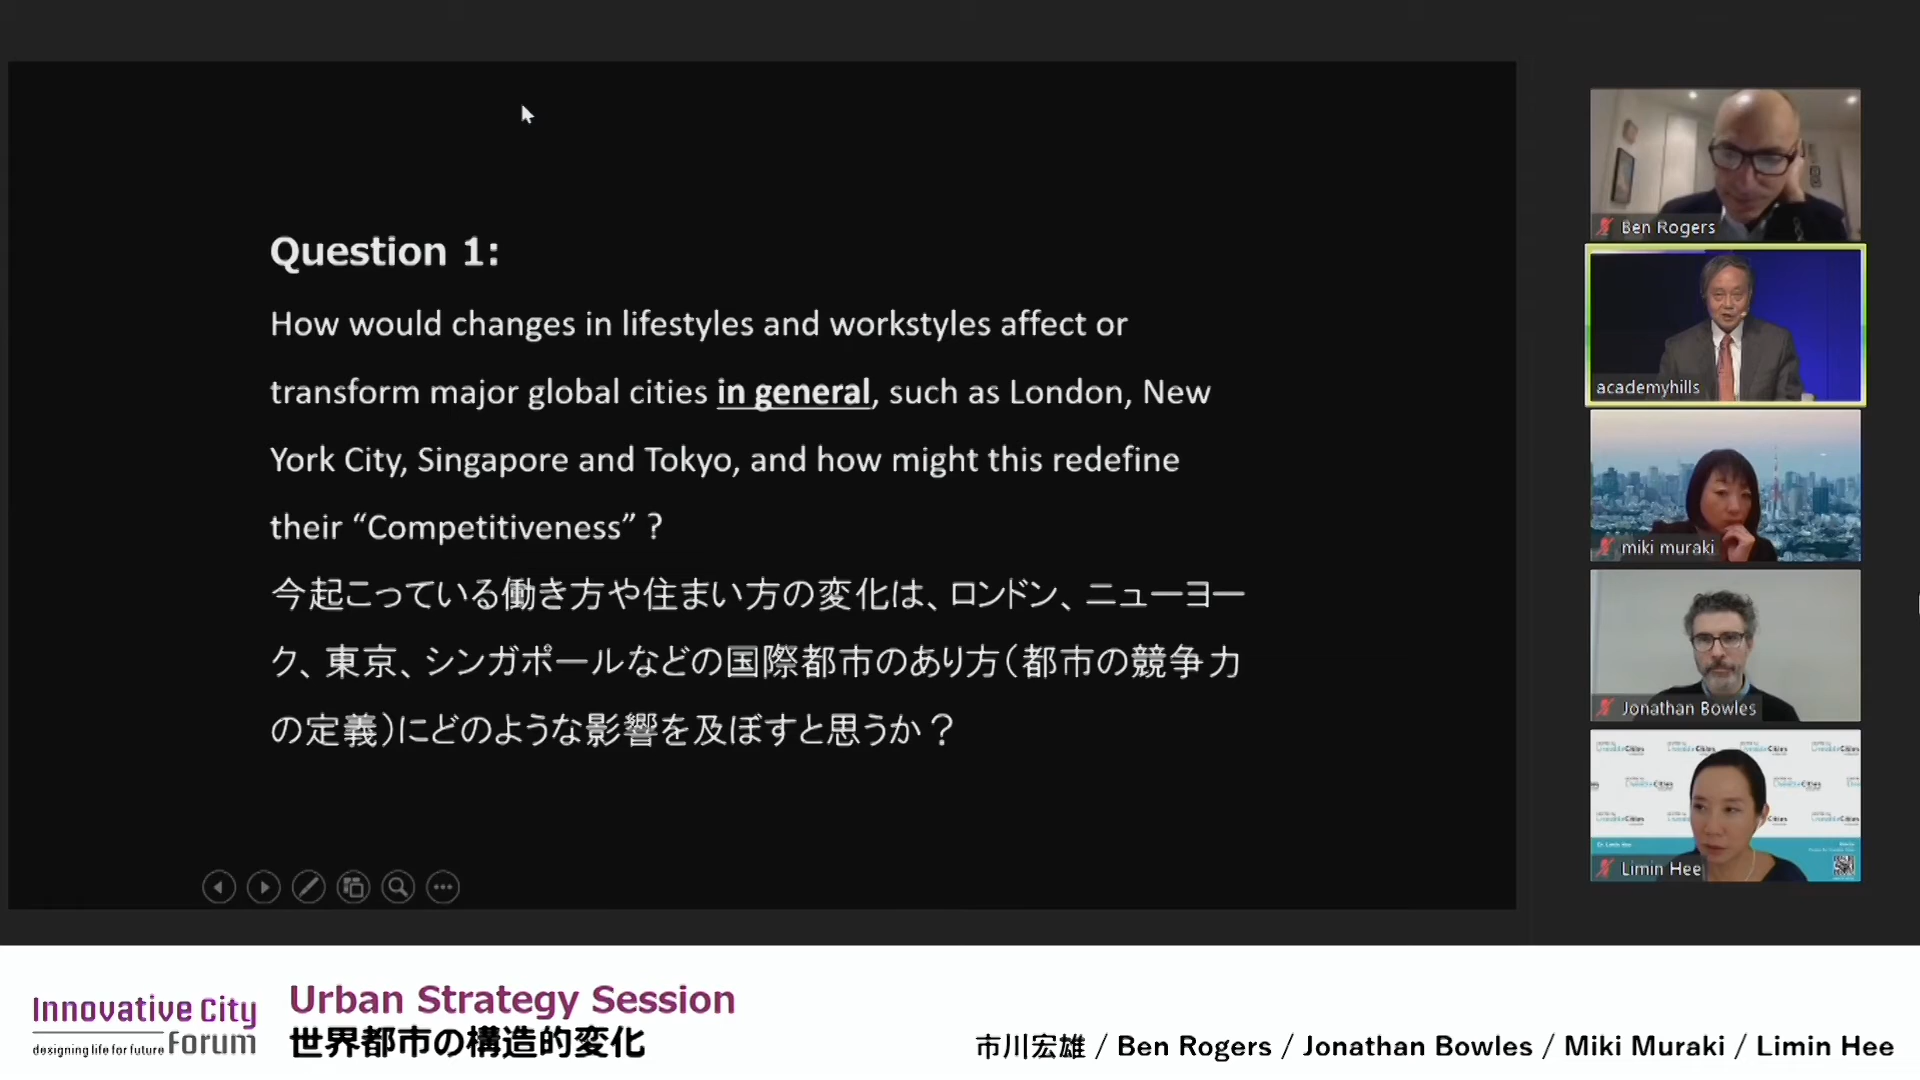 Question 1:
How would changes in lifestyles and workstyles affect or
transform major global cities in general, such as London, New
York City, Singapore and Tokyo, and how might this redefine
their “Competitiveness” ?
今起こっている働き方や住まい方の変化は、ロンドン、ニューヨー
ク、東京、シンガポールなどの国際都市のあり方(都市の競争力
の定義)にどのような影響を及ぼすと思うか？
Ben Rogers
academyhills
miki muraki
Jonathan Bowles
Limin Hee
Innovative City
Forum
designing life for future
Urban Strategy Session
世界都市の構造的変化
市川宏雄 / Ben Rogers / Jonathan Bowles / Miki Muraki / Limin Hee